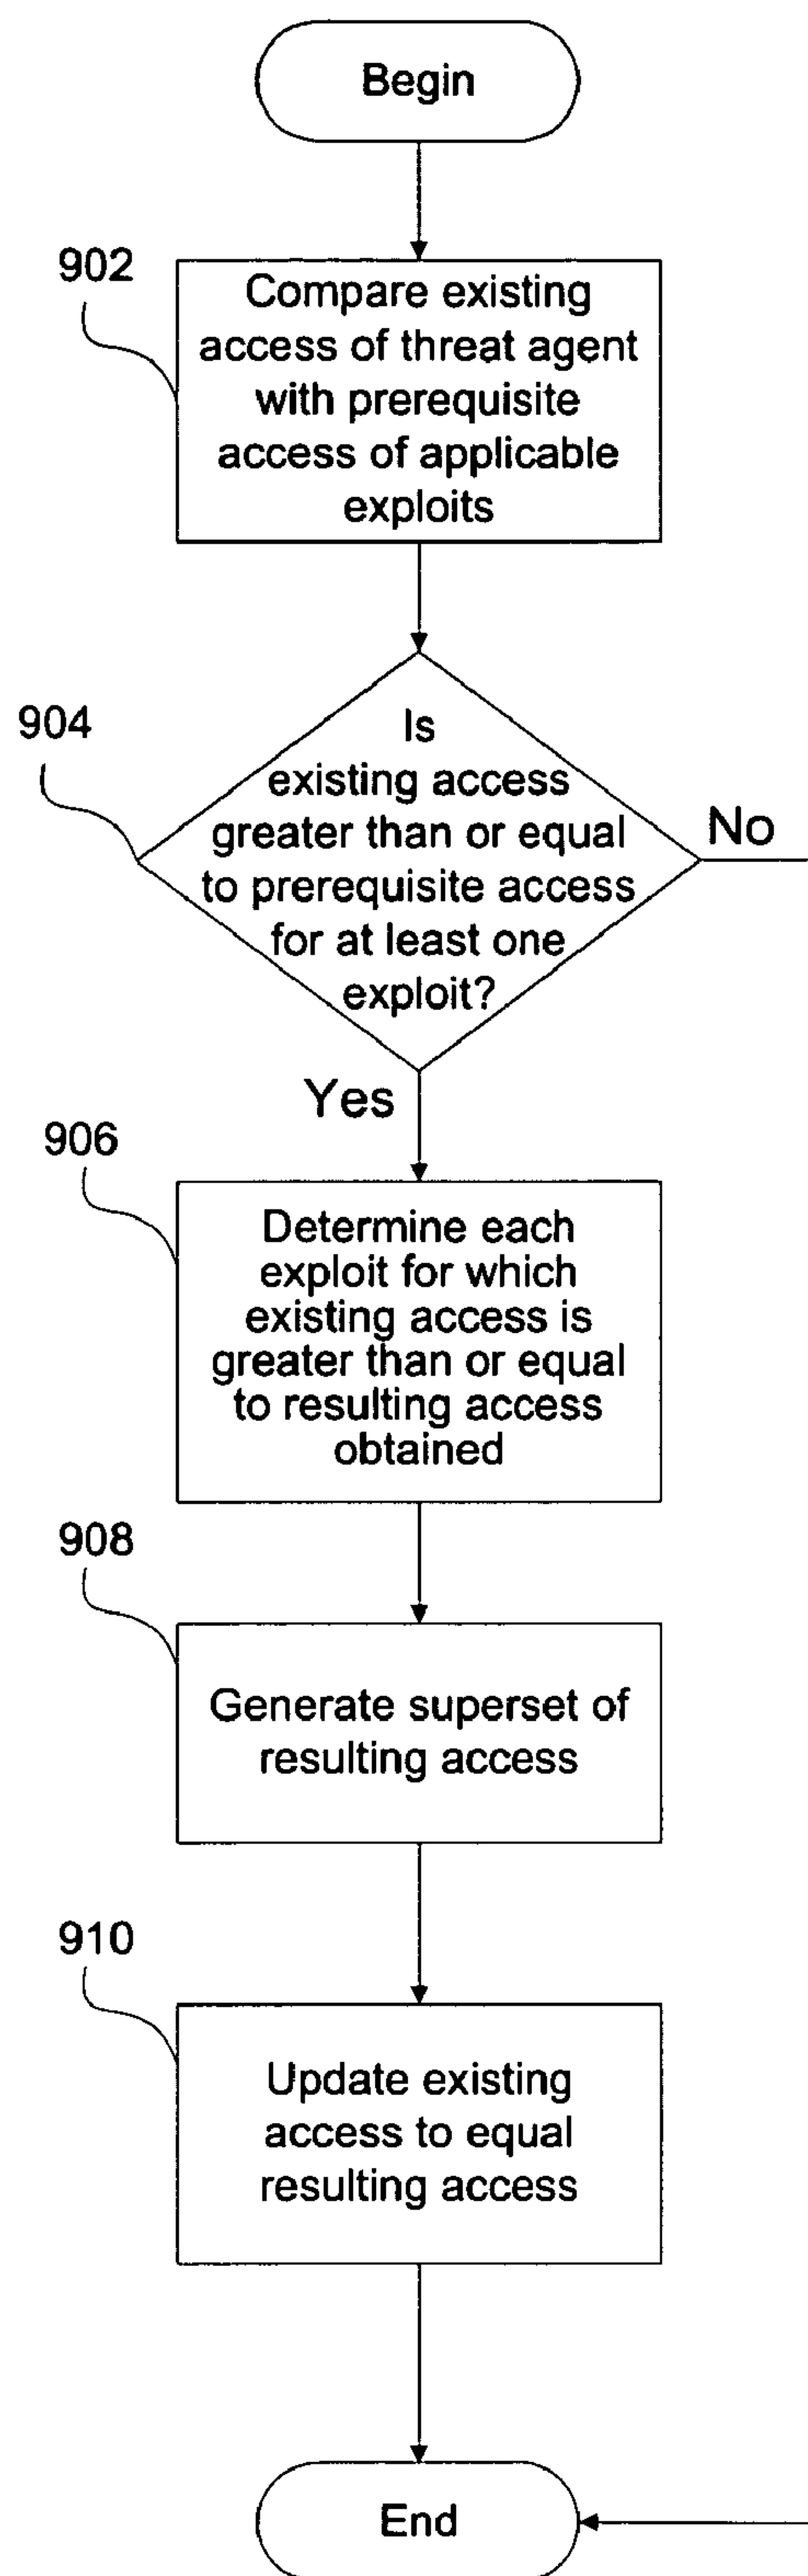 Begin
902
Compare existing
access of threat agent
with prerequisite
access of applicable
exploits
904
Is
existing access
greater than or equal
to prerequisite access
for at least one
exploit?
No
Yes
906
Determine each
exploit for which
existing access is
greater than or equal
to resulting access
obtained
908
Generate superset of
resulting access
910
Update existing
access to equal
resulting access
End